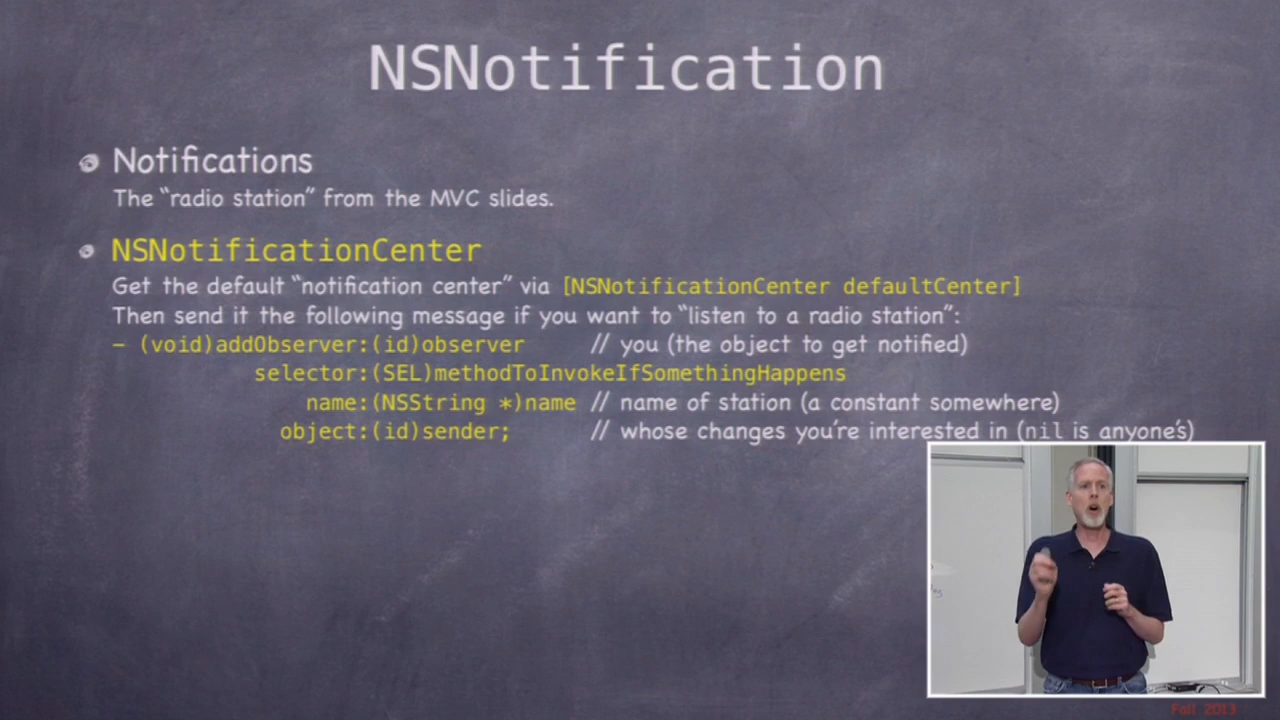 NSNotification
Notifications
The “radio station” from the MVC slides.
NSNotificationCenter
Get the default “notification center” via [NSNotificationCenter defaultCenter]
Then send it the following message if you want to “listen to a radio station”:
– (void)addObserver:(id)observer // you (the object to get notified)
selector:(SEL)methodToInvokeIfSomethingHappens
name:(NSString *)name // name of station (a constant somewhere)
object:(id)sender; // whose changes you’re interested in (nil is anyone’s)
Fall 2013